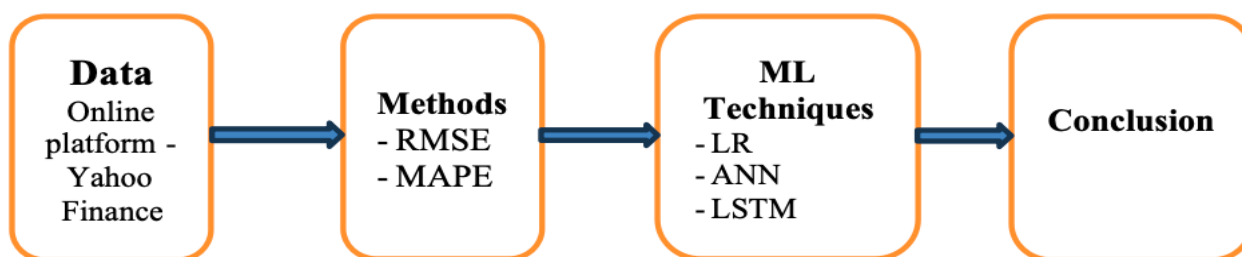 Data
Online
platform -
Yahoo
Finance
Methods
- RMSE
- MAPE
ML
Techniques
- LR
- ANN
- LSTM
Conclusion